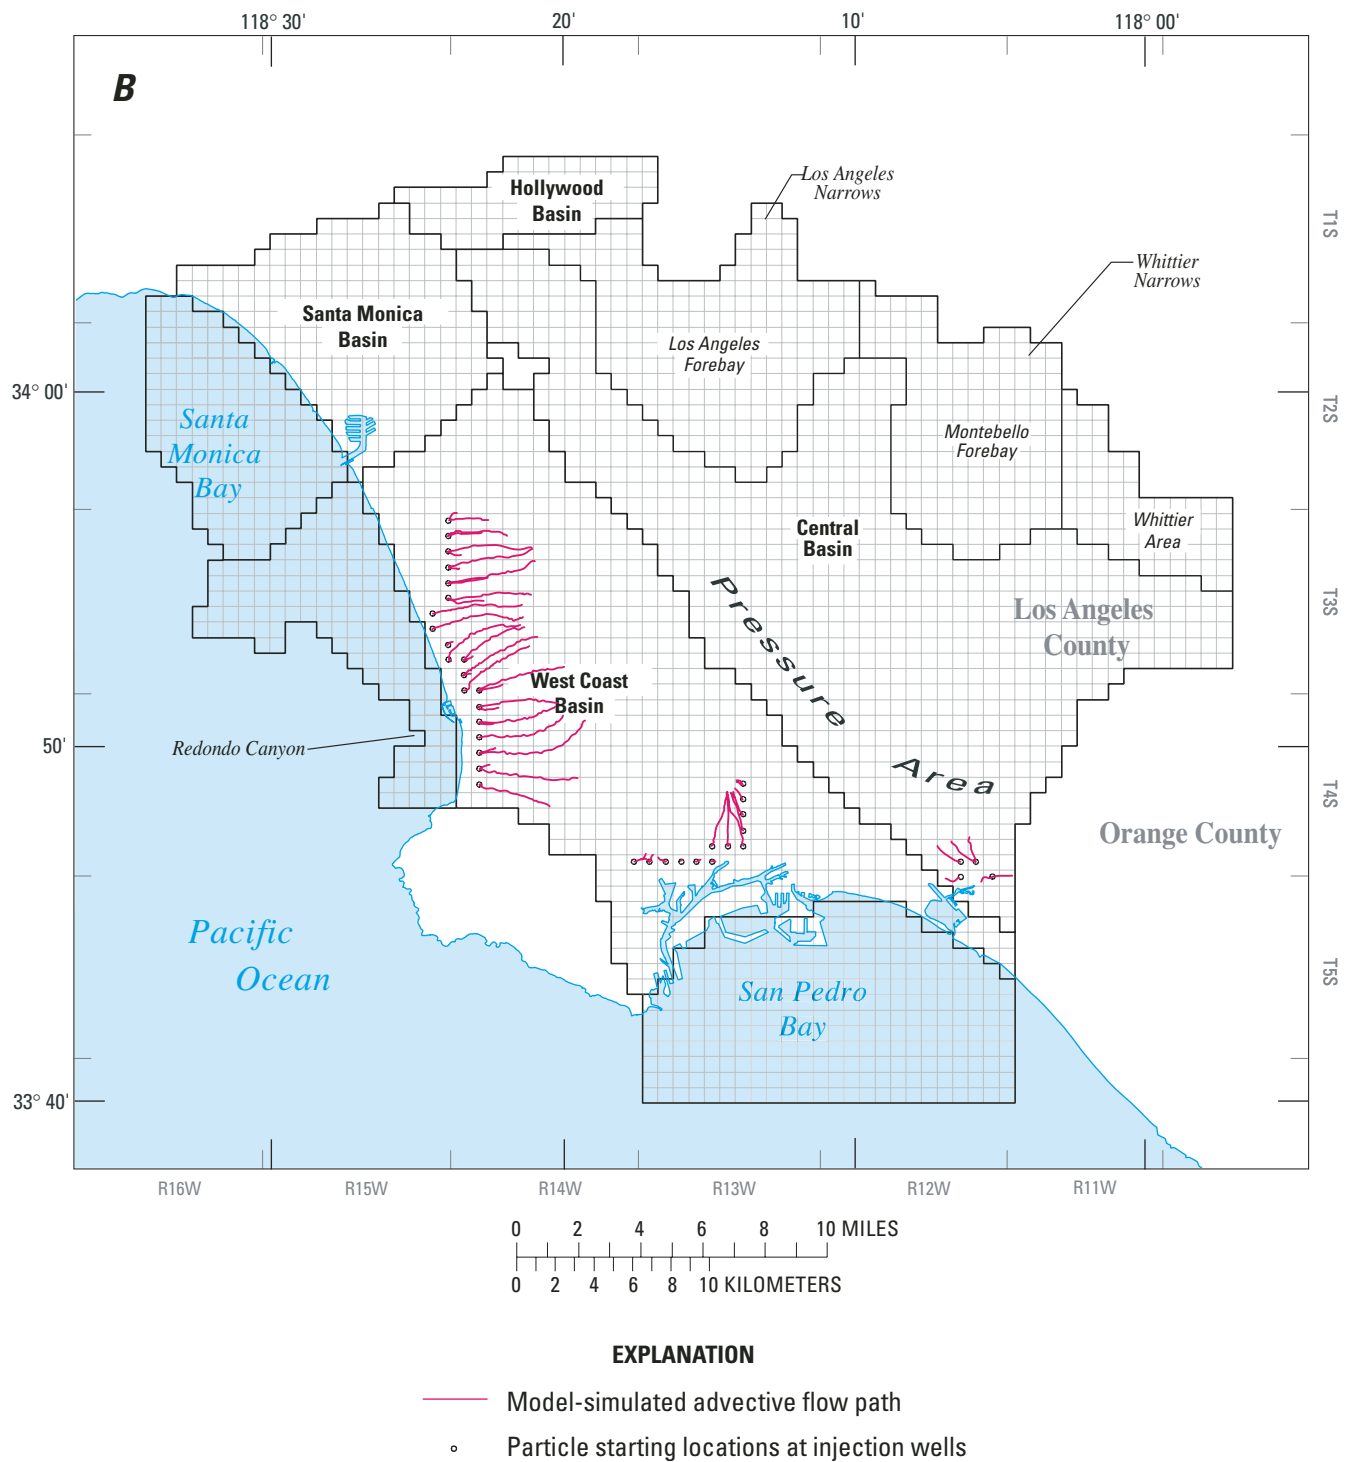 118° 30'
20'
10'
118° 00'
B
Los Angeles
Narrows
Hollywood
Basin
T1S
Whittier
Narrows
Santa Monica
Basin
Los Angeles
Forebay
34° 00'
T2S
Santa
Monica
Bay
Montebello
Forebay
Central
Basin
Whittier
Area
Pressure
Area
Los Angeles
County
T3S
West Coast
Basin
Redondo Canyon
50'
T4S
Orange County
Pacific
Ocean
San Pedro
Bay
T5S
33° 40'
R16W
R15W
R14W
R13W
R12W
R11W
0 2 4 6 8 10 MILES
0 2 4 6 8 10 KILOMETERS
EXPLANATION
Model-simulated advective flow path
Particle starting locations at injection wells